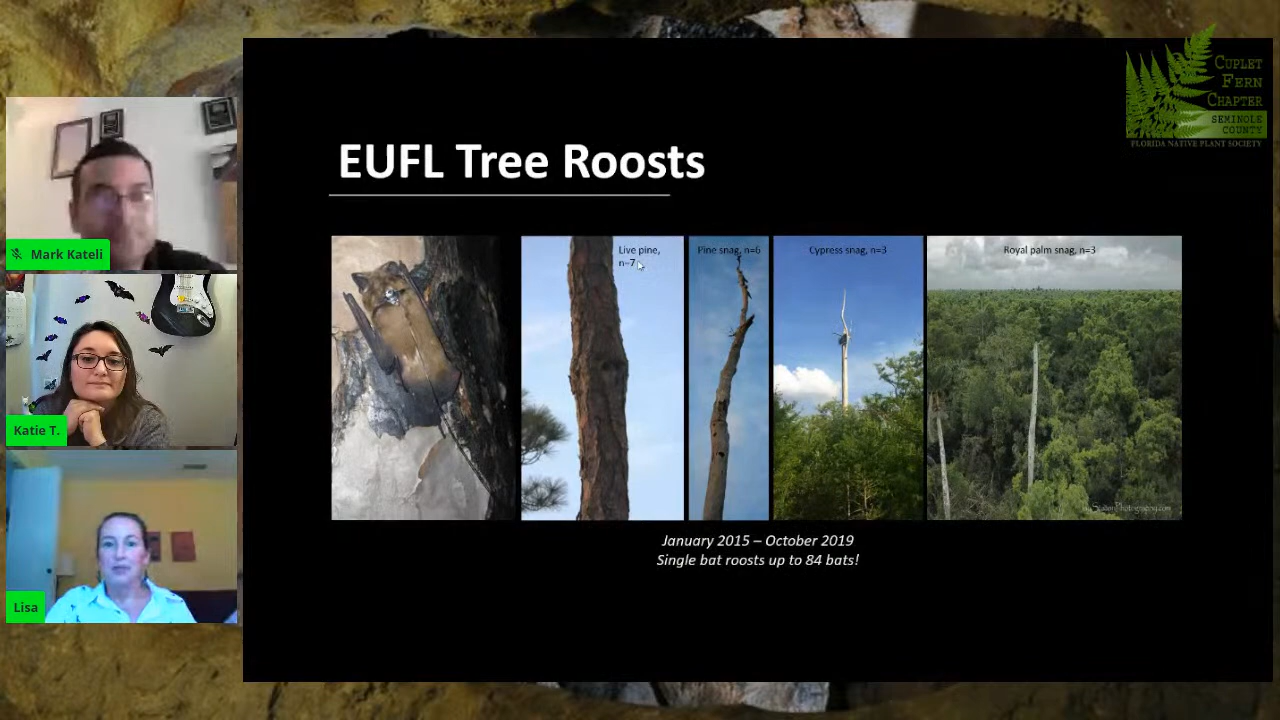 CUPLET
FERN
CHAPTER
SEMINOLE
COUNTY
FLORIDA NATIVE PLANT SOCIETY
EUFL Tree Roosts
Live pine,
n=7
Pine snag, n=6
Cypress snag, n=3
Royal palm snag, n=3
January 2015 – October 2019
Single bat roosts up to 84 bats!
Mark Kateli
Katie T.
Lisa